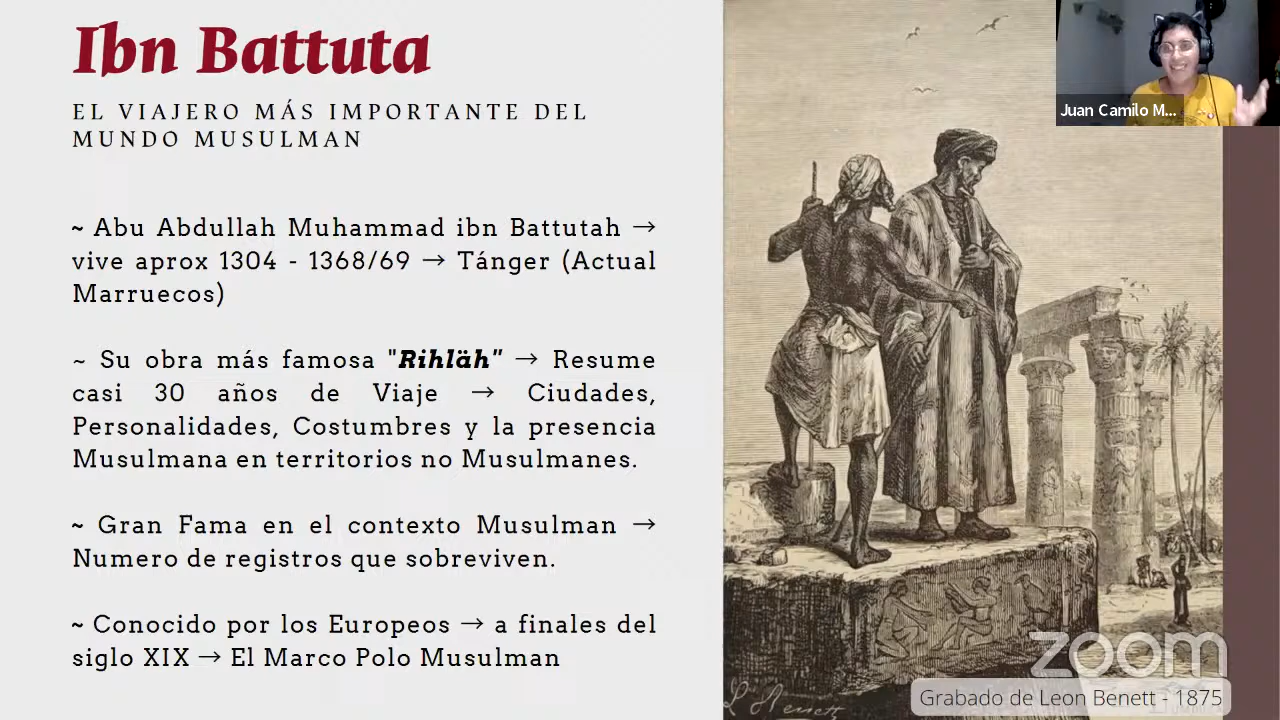 Ibn Battuta
EL VIAJERO MÁS IMPORTANTE DEL
MUNDO MUSULMAN
~ Abu Abdullah Muhammad ibn Battutah →
vive aprox 1304 - 1368/69 → Tánger (Actual
Marruecos)
~ Su obra más famosa "Rihläh" → Resume
casi 30 años de Viaje → Ciudades,
Personalidades, Costumbres y la presencia
Musulmana en territorios no Musulmanes.
~ Gran Fama en el contexto Musulman →
Numero de registros que sobreviven.
~ Conocido por los Europeos → a finales del
siglo XIX → El Marco Polo Musulman
Juan Camilo M...
L. Benett
zoom
Grabado de Leon Benett - 1875